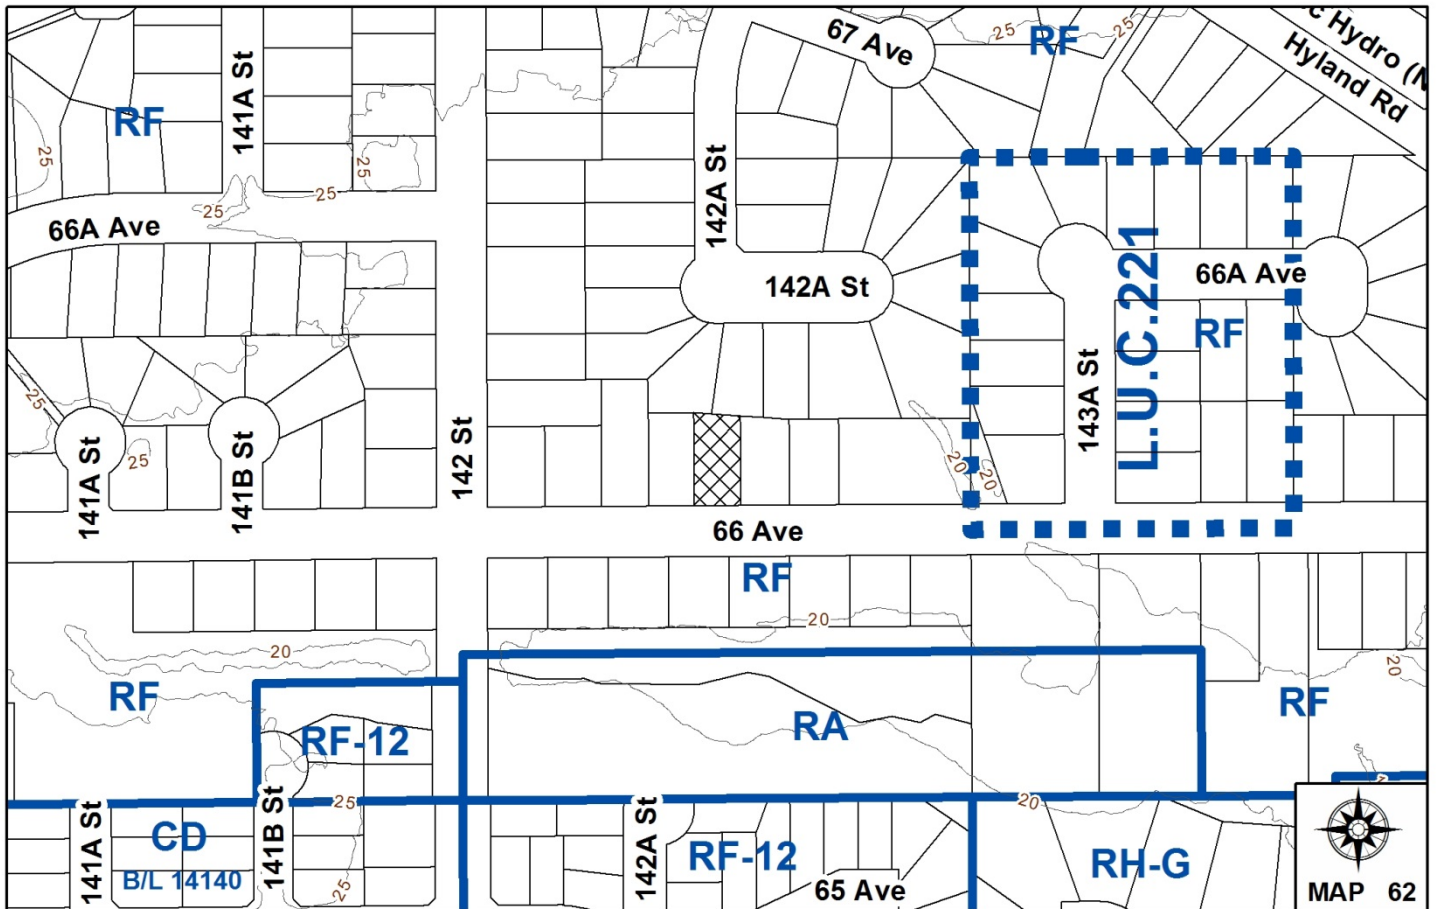 67 Ave
25
RF
25
c Hydro (N
Hyland Rd
RF
141A St
25
25
142A St
25
25
66A Ave
L.U.C.221
66A Ave
142A St
RF
25
143A St
141A St
25
141B St
142 St
20
20
66 Ave
RF
20
20
20
RF
RF-12
RA
RF
25
20
1
141A St
CD
B/L 14140
141B St
25
142A St
RF-12
65 Ave
RH-G
MAP 62